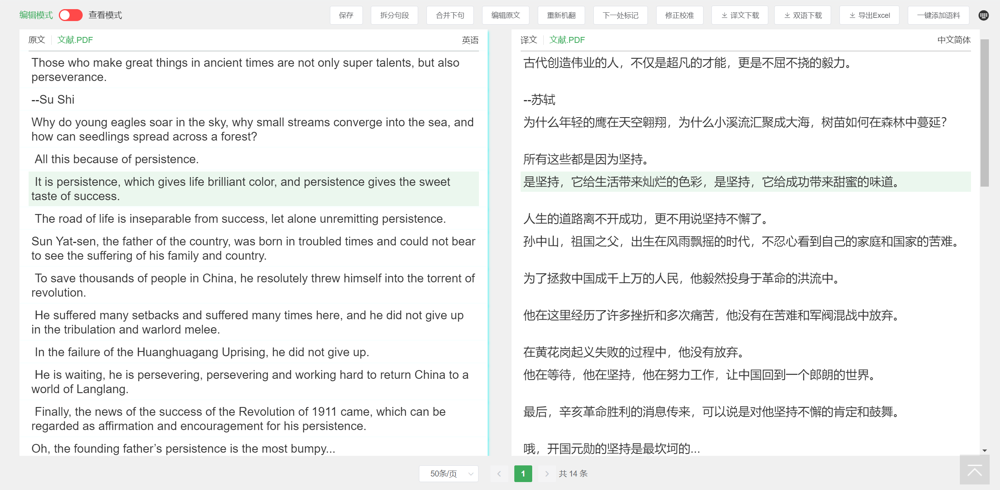 编辑模式 查看模式 保存 拆分句段 合并下句 编辑原文 重新机翻 下一处标记 修正校准 译文下载 双语下载 导出Excel 一键添加语料
原文 文献.PDF 英语
Those who make great things in ancient times are not only super talents, but also
perseverance.
--Su Shi
Why do young eagles soar in the sky, why small streams converge into the sea, and
how can seedlings spread across a forest?
All this because of persistence.
It is persistence, which gives life brilliant color, and persistence gives the sweet
taste of success.
The road of life is inseparable from success, let alone unremitting persistence.
Sun Yat-sen, the father of the country, was born in troubled times and could not bear
to see the suffering of his family and country.
To save thousands of people in China, he resolutely threw himself into the torrent of
revolution.
He suffered many setbacks and suffered many times here, and he did not give up
in the tribulation and warlord melee.
In the failure of the Huanghuagang Uprising, he did not give up.
He is waiting, he is persevering, persevering and working hard to return China to a
world of Langlang.
Finally, the news of the success of the Revolution of 1911 came, which can be
regarded as affirmation and encouragement for his persistence.
Oh, the founding father’s persistence is the most bumpy...
译文 文献.PDF 中文简体
古代创造伟业的人，不仅是超凡的才能，更是不屈不挠的毅力。
--苏轼
为什么年轻的鹰在天空翱翔，为什么小溪流汇聚成大海，树苗如何在森林中蔓延？
所有这些都是因为坚持。
是坚持，它给生活带来灿烂的色彩，是坚持，它给成功带来甜蜜的味道。
人生的道路离不开成功，更不用说坚持不懈了。
孙中山，祖国之父，出生在风雨飘摇的时代，不忍心看到自己的家庭和国家的苦难。
为了拯救中国成千上万的人民，他毅然投身于革命的洪流中。
他在这里经历了许多挫折和多次痛苦，他没有在苦难和军阀混战中放弃。
在黄花岗起义失败的过程中，他没有放弃。
他在等待，他在坚持，他在努力工作，让中国回到一个郎朗的世界。
最后，辛亥革命胜利的消息传来，可以说是对他坚持不懈的肯定和鼓舞。
哦，开国元勋的坚持是最坎坷的...
50条/页 1 共 14 条